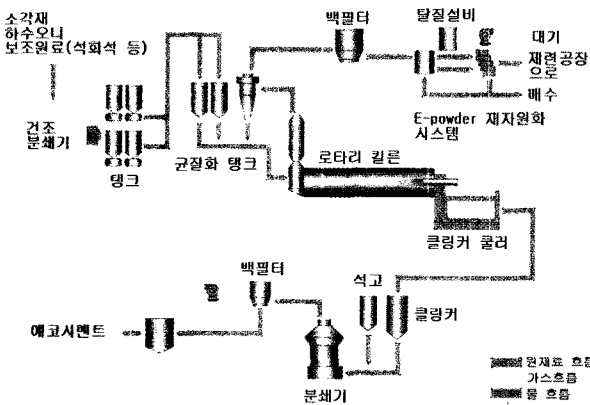 소각재
하수오니
보조원료(석회석 등)
건조
분쇄기
탱크
균질화 탱크
백필터
탈질설비
대기
재련공장
으로
배수
E-powder 재자원화
시스템
로타리 킬른
클링커 쿨러
백필터
석고
클링커
에코시멘트
분쇄기
원재료 흐름
가스흐름
물 흐름